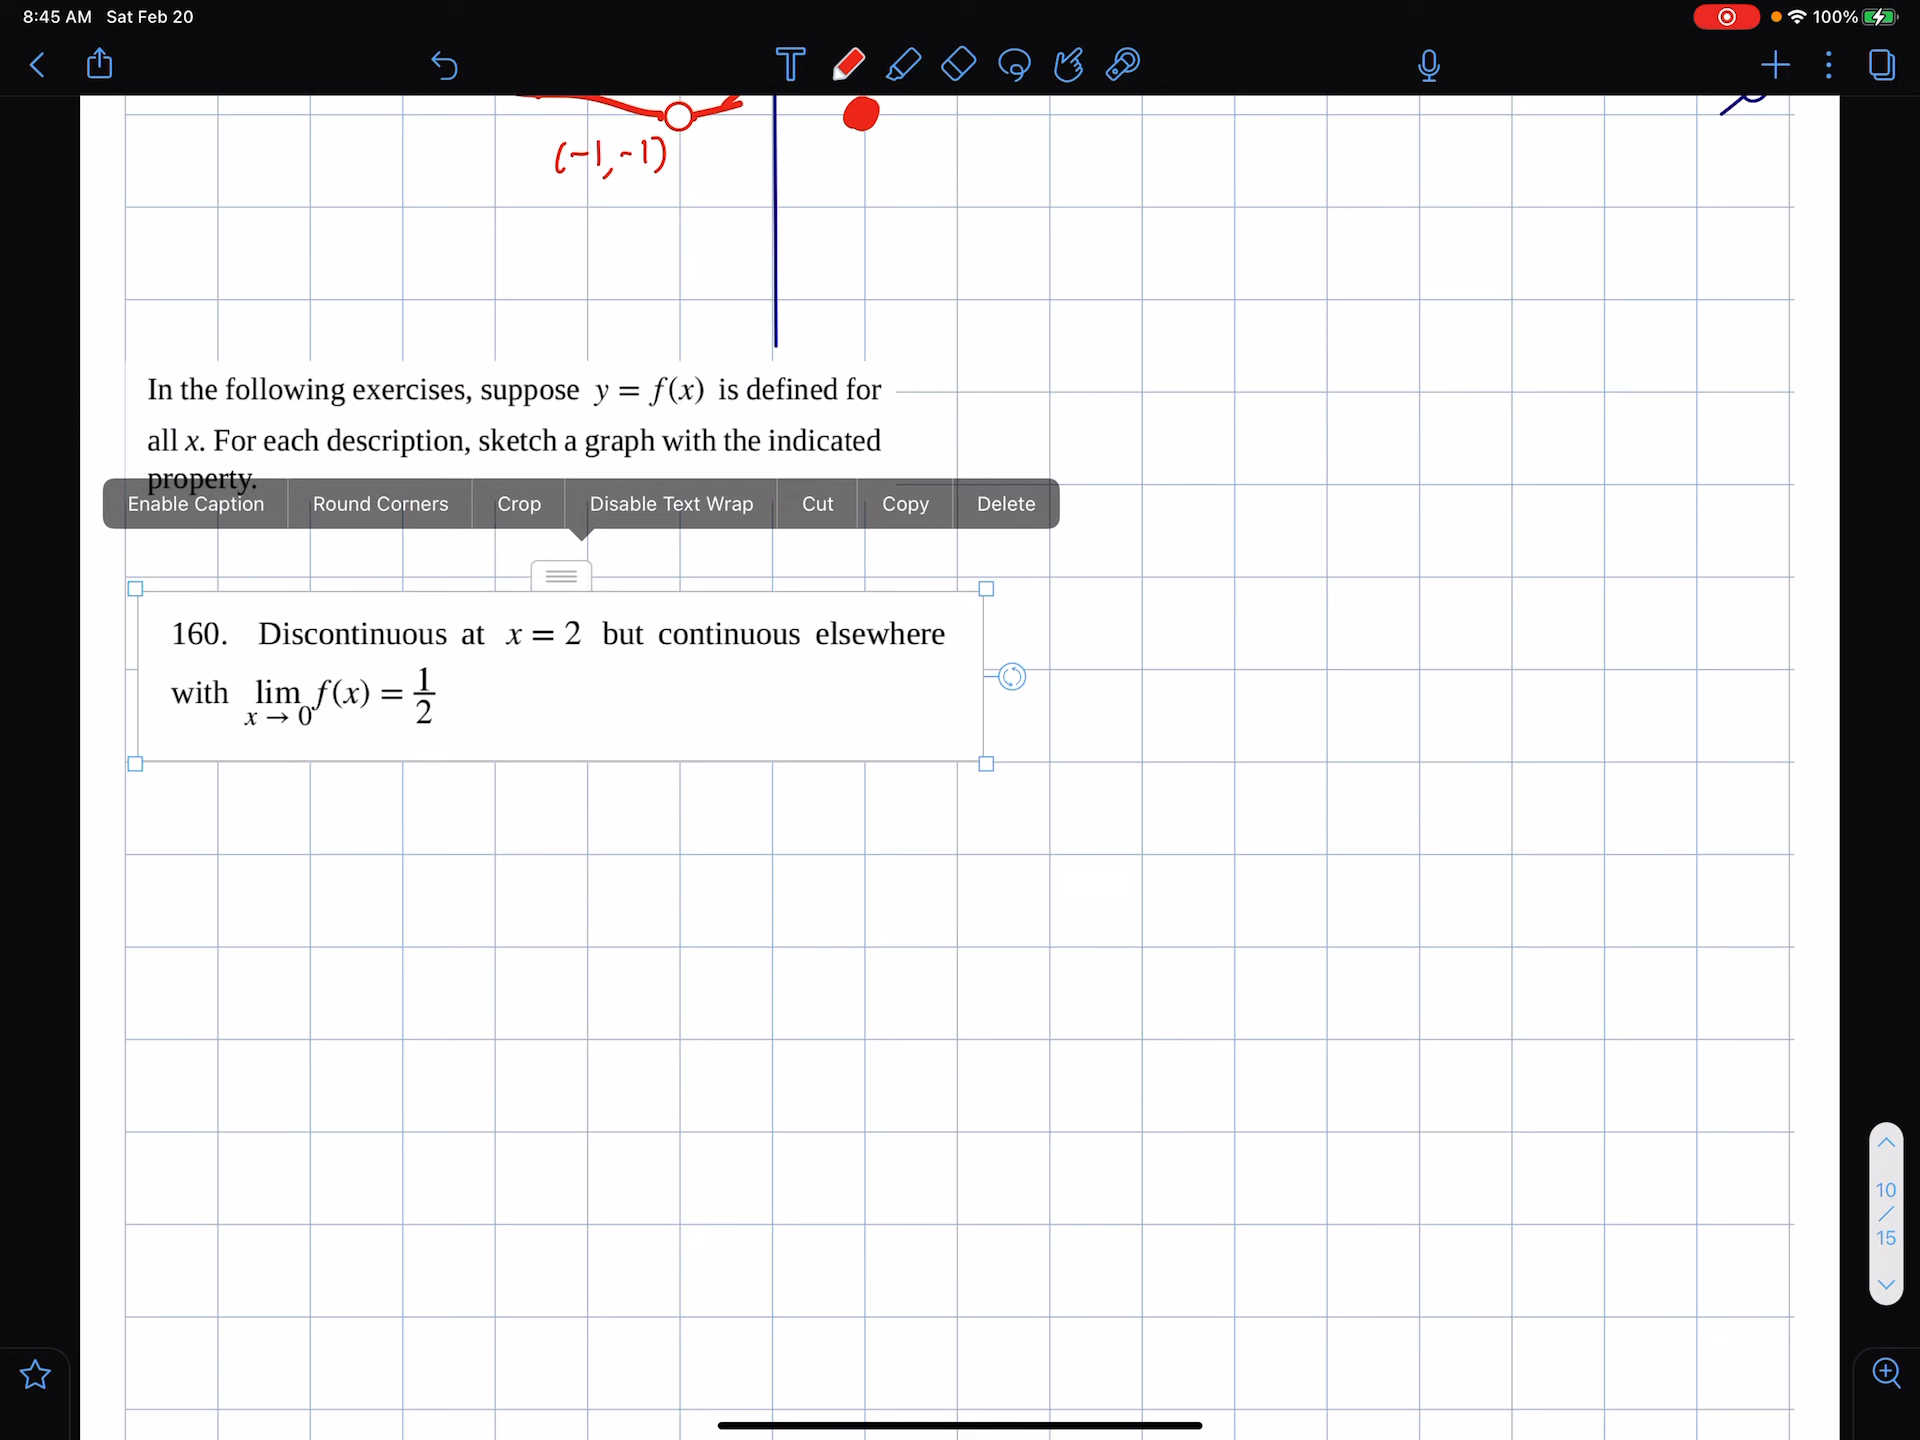 8:45 AM Sat Feb 20
100%
(-1,-1)
In the following exercises, suppose y = f(x) is defined for
all x. For each description, sketch a graph with the indicated
property.
Enable Caption Round Corners Crop Disable Text Wrap Cut Copy Delete
160. Discontinuous at x = 2 but continuous elsewhere
with lim x → 0 f(x) = 1/2
10
/
15